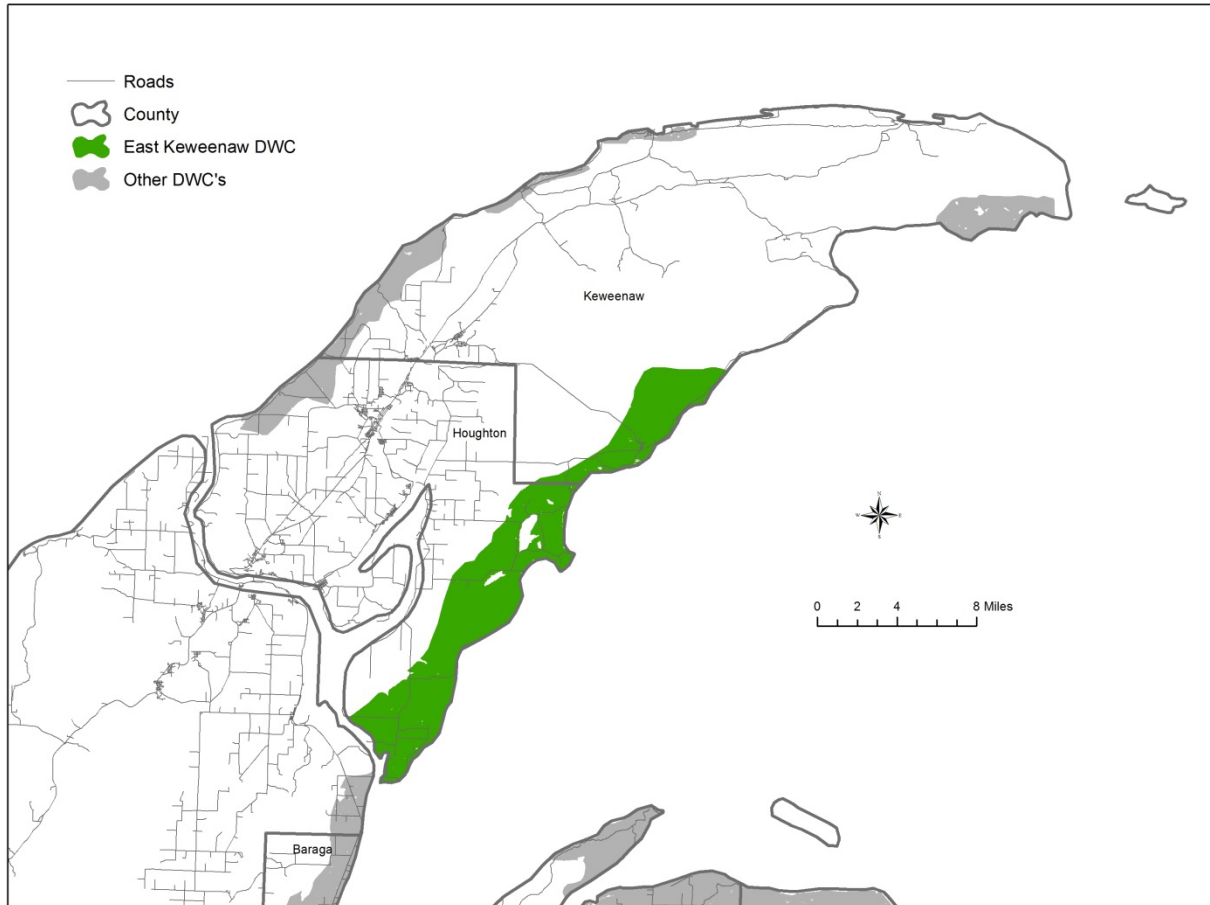 Roads
County
East Keweenaw DWC
Other DWC's
Keweenaw
Houghton
N
W E
S
0 2 4 8 Miles
Baraga